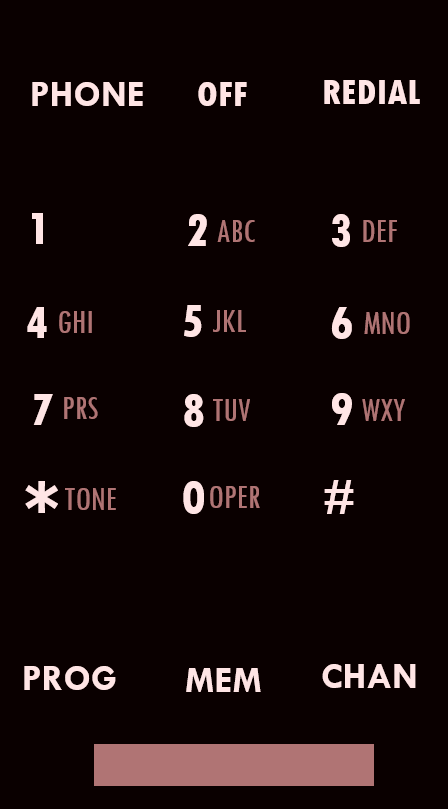 PHONE OFF REDIAL
1 2 ABC 3 DEF
4 GHI 5 JKL 6 MNO
7 PRS 8 TUV 9 WXY
* TONE 0 OPER #
PROG MEM CHAN